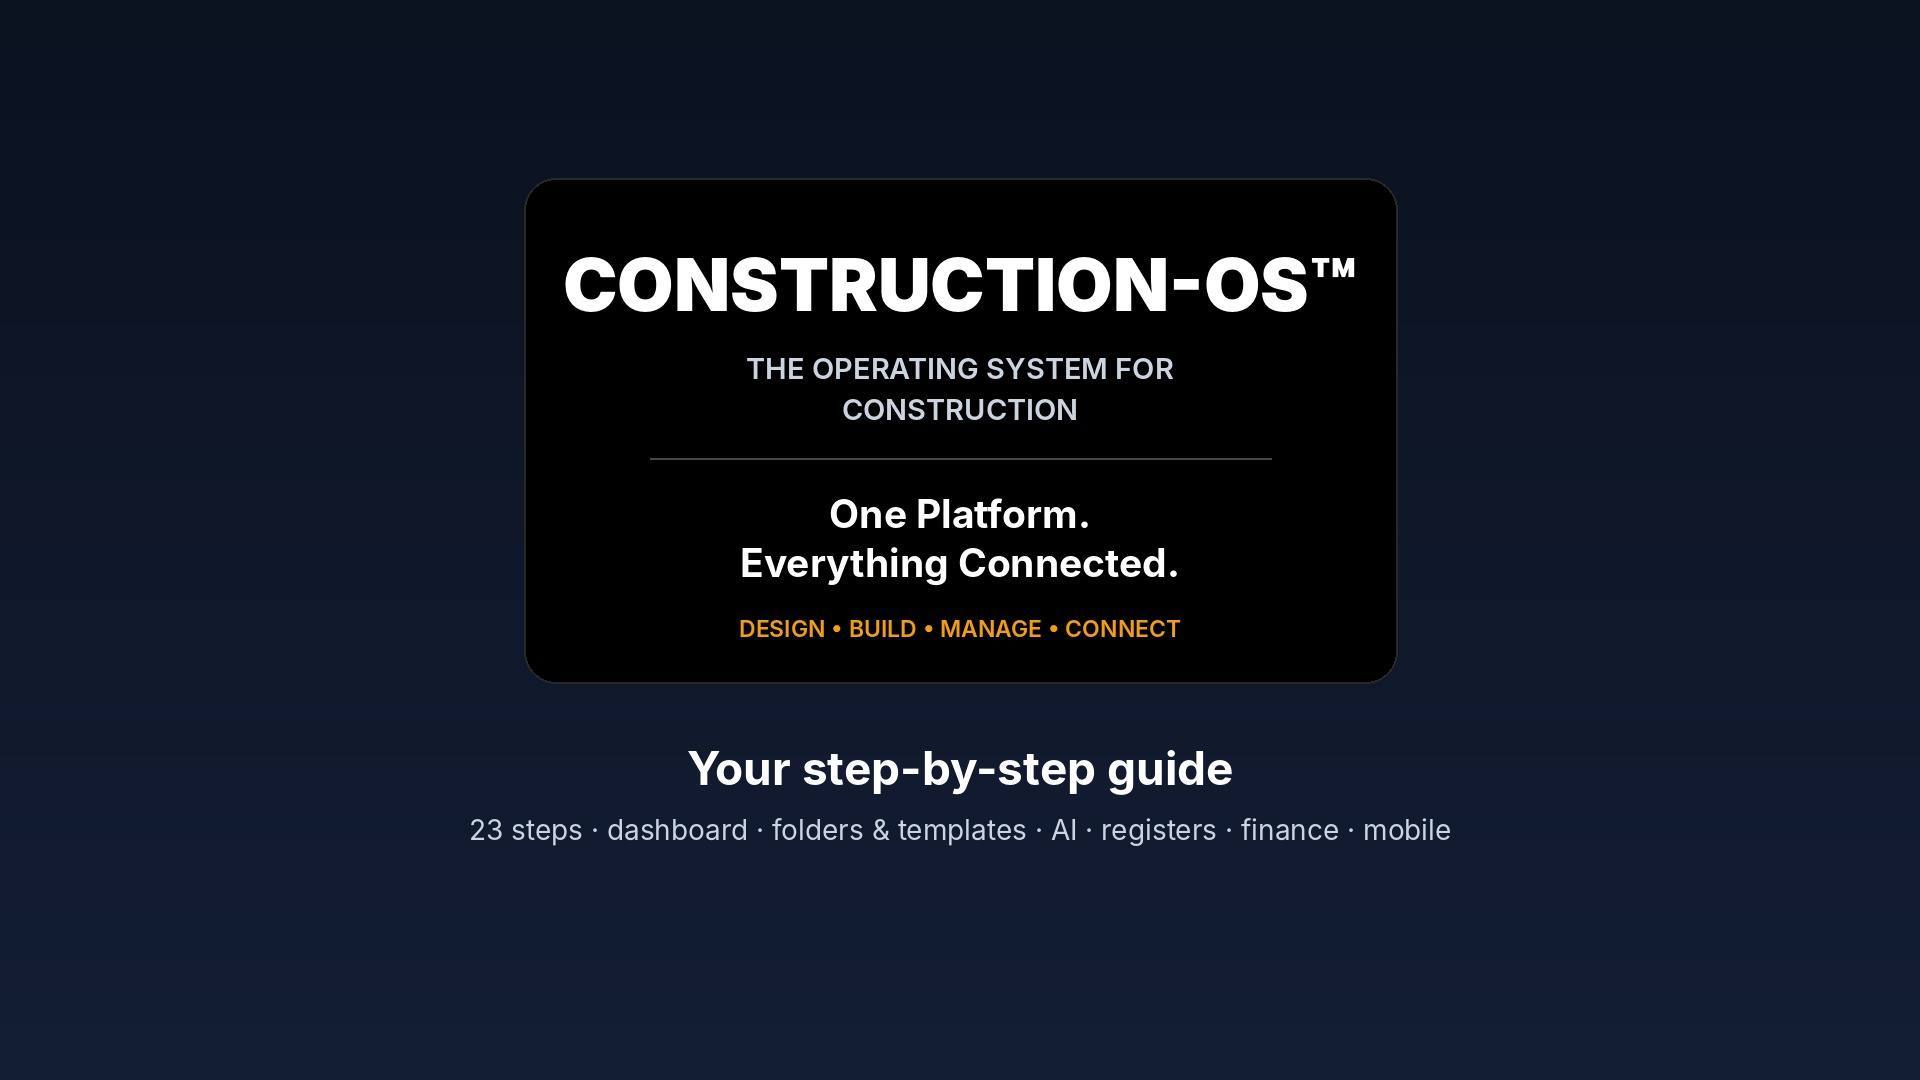 CONSTRUCTION-OS™
THE OPERATING SYSTEM FOR
CONSTRUCTION
One Platform.
Everything Connected.
DESIGN • BUILD • MANAGE • CONNECT
Your step-by-step guide
23 steps · dashboard · folders & templates · AI · registers · finance · mobile